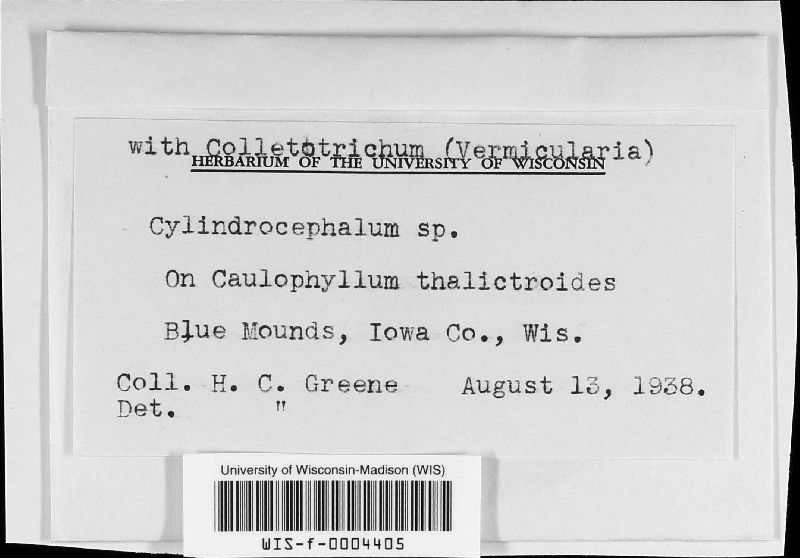 with Colletotrichum (Vermicularia)
HERBARIUM OF THE UNIVERSITY OF WISCONSIN
Cylindrocephalum sp.
On Caulophyllum thalictroides
Blue Mounds, Iowa Co., Wis.
Coll. H. C. Greene August 13, 1938.
Det. "
University of Wisconsin-Madison (WIS)
WIS-f-0004405